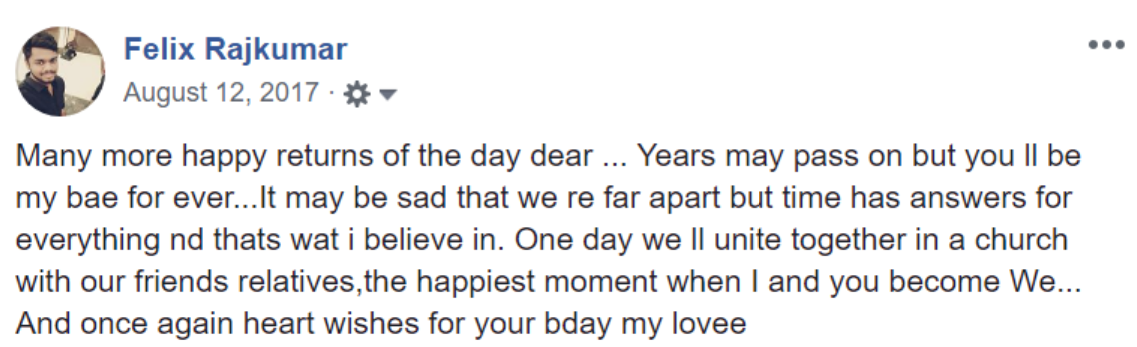 Felix Rajkumar
August 12, 2017 ·
Many more happy returns of the day dear ... Years may pass on but you ll be
my bae for ever...It may be sad that we re far apart but time has answers for
everything nd thats wat i believe in. One day we ll unite together in a church
with our friends relatives,the happiest moment when I and you become We...
And once again heart wishes for your bday my lovee